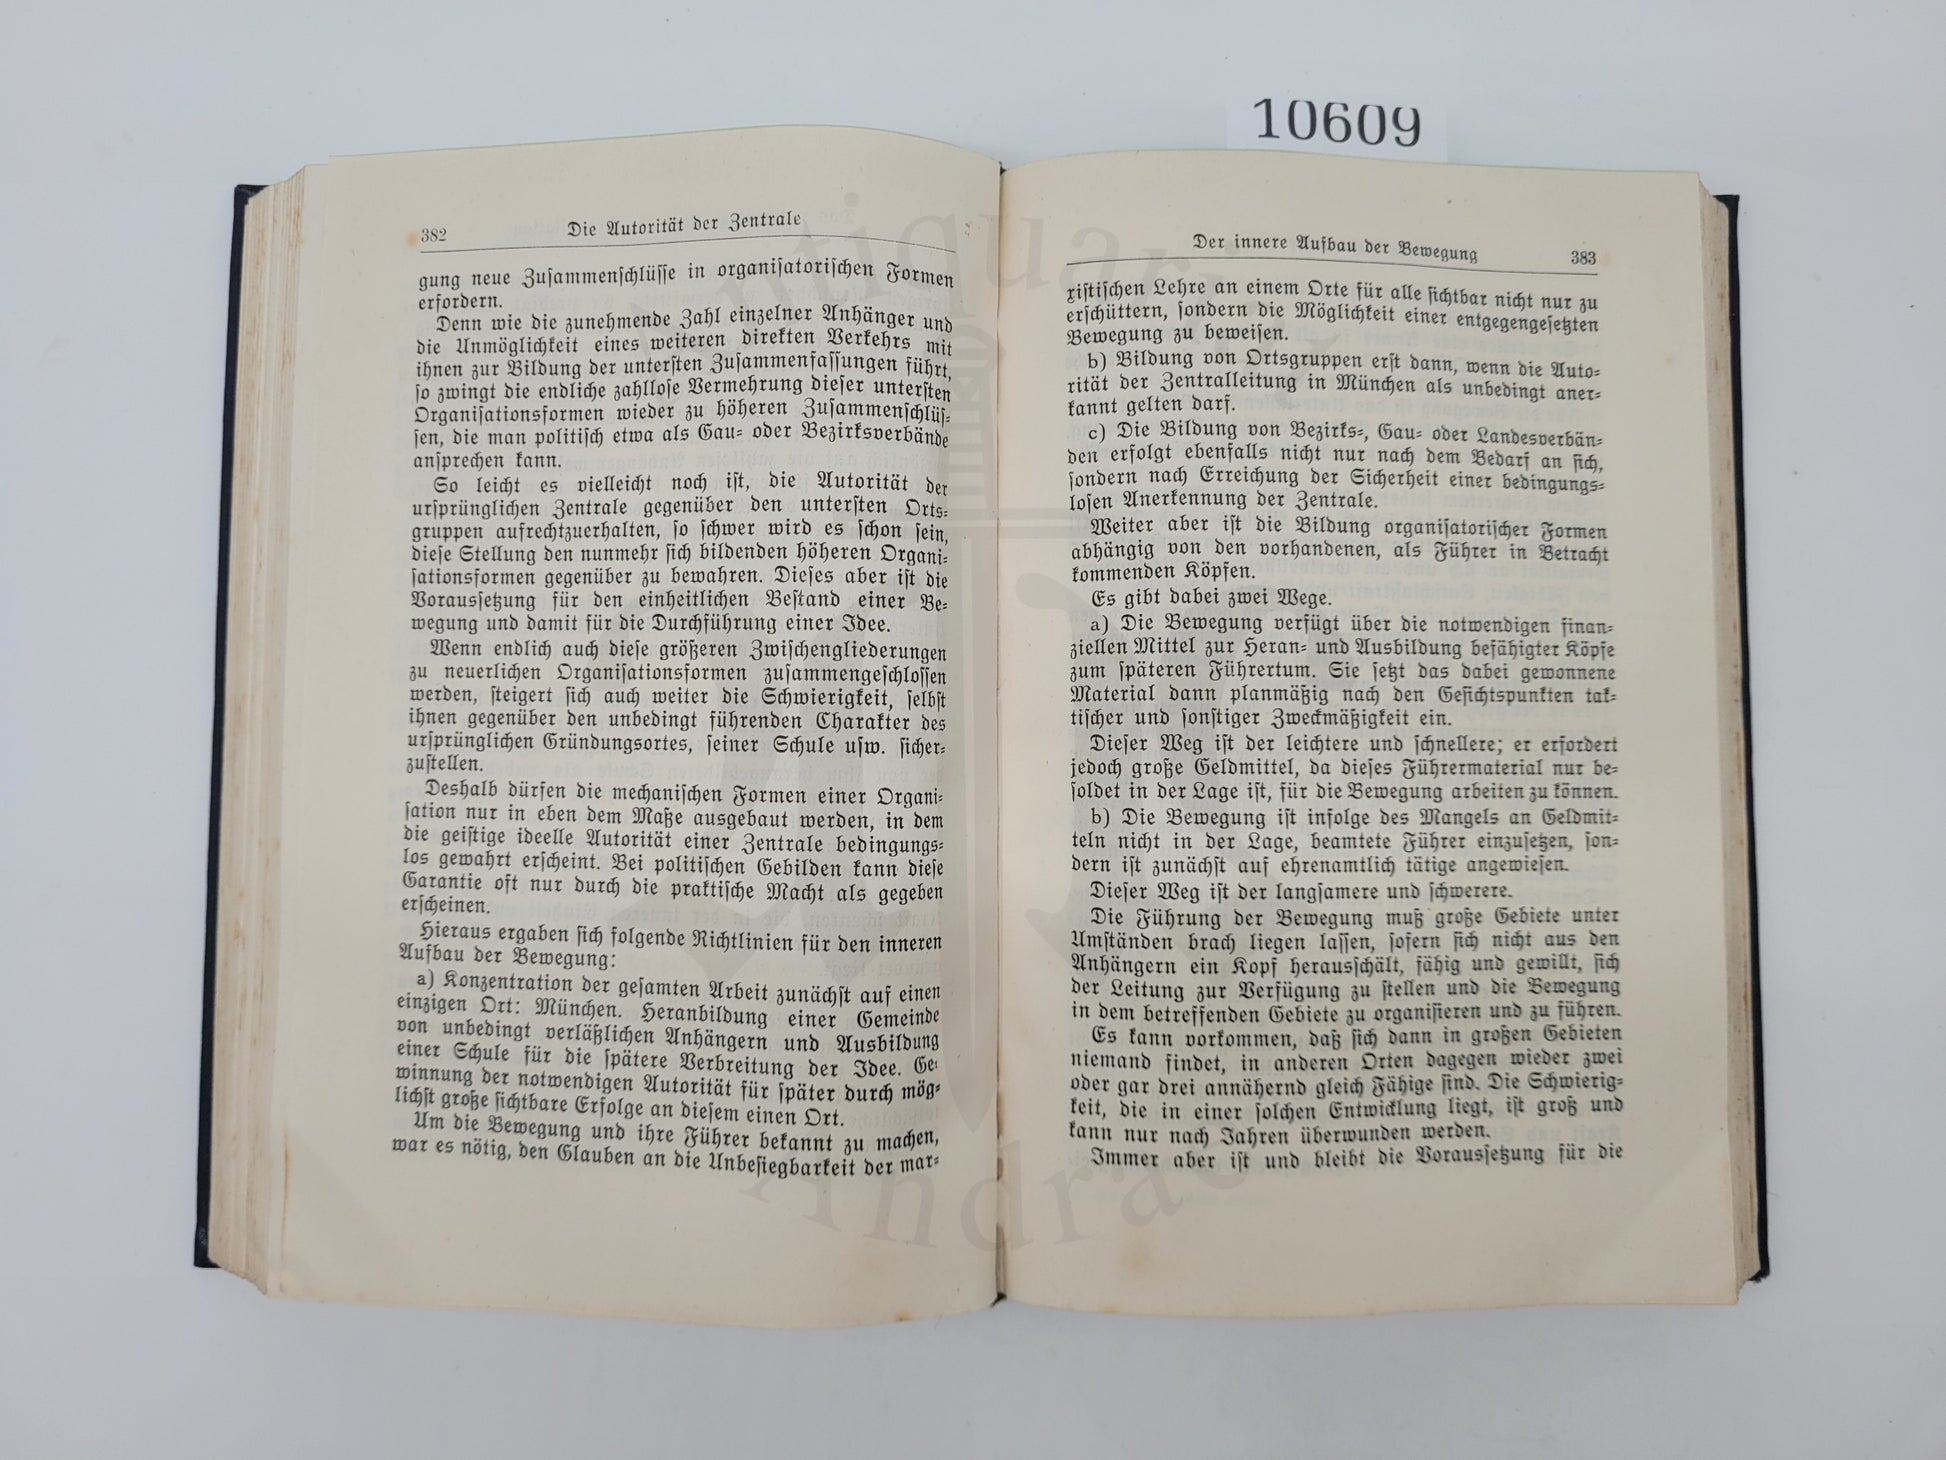 10609
382 Die Autorität der Zentrale
gung neue Zusammenschlüsse in organisatorischen Formen
erfordern.
Denn wie die zunehmende Zahl einzelner Anhänger und
die Unmöglichkeit eines weiteren direkten Verkehrs mit
ihnen zur Bildung der untersten Zusammenfassungen führt,
so zwingt die endliche zahllose Vermehrung dieser untersten
Organisationsformen wieder zu höheren Zusammenschlüs-
sen, die man politisch etwa als Gau- oder Bezirksverbände
ansprechen kann.
So leicht es vielleicht noch ist, die Autorität der
ursprünglichen Zentrale gegenüber den untersten Orts-
gruppen aufrechtzuerhalten, so schwer wird es schon sein,
diese Stellung den nunmehr sich bildenden höheren Organi-
sationsformen gegenüber zu bewahren. Dieses aber ist die
Voraussetzung für den einheitlichen Bestand einer Be-
wegung und damit für die Durchführung einer Idee.
Wenn endlich auch diese größeren Zwischengliederungen
zu neuerlichen Organisationsformen zusammengeschlossen
werden, steigert sich auch weiter die Schwierigkeit, selbst
ihnen gegenüber den unbedingt führenden Charakter des
ursprünglichen Gründungsortes, seiner Schule usw. sicher-
zustellen.
Deshalb dürfen die mechanischen Formen einer Organi-
sation nur in eben dem Maße ausgebaut werden, in dem
die geistige ideelle Autorität einer Zentrale bedingungs-
los gewahrt erscheint. Bei politischen Gebilden kann diese
Garantie oft nur durch die praktische Macht als gegeben
erscheinen.
Hieraus ergaben sich folgende Richtlinien für den inneren
Aufbau der Bewegung:
a) Konzentration der gesamten Arbeit zunächst auf einen
einzigen Ort: München. Heranbildung einer Gemeinde
von unbedingt verläßlichen Anhängern und Ausbildung
einer Schule für die spätere Verbreitung der Idee. Ge-
winnung der notwendigen Autorität für später durch mög-
lichst große sichtbare Erfolge an diesem einen Ort.
Um die Bewegung und ihre Führer bekannt zu machen,
war es nötig, den Glauben an die Unbesiegbarkeit der mar-
Der innere Aufbau der Bewegung 383
xistischen Lehre an einem Orte für alle sichtbar nicht nur zu
erschüttern, sondern die Möglichkeit einer entgegengesetzten
Bewegung zu beweisen.
b) Bildung von Ortsgruppen erst dann, wenn die Auto-
rität der Zentralleitung in München als unbedingt aner-
kannt gelten darf.
c) Die Bildung von Bezirks-, Gau- oder Landesverbän-
den erfolgt ebenfalls nicht nur nach dem Bedarf an sich,
sondern nach Erreichung der Sicherheit einer bedingungs-
losen Anerkennung der Zentrale.
Weiter aber ist die Bildung organisatorischer Formen
abhängig von den vorhandenen, als Führer in Betracht
kommenden Köpfen.
Es gibt dabei zwei Wege.
a) Die Bewegung verfügt über die notwendigen finan-
ziellen Mittel zur Heran- und Ausbildung befähigter Köpfe
zum späteren Führertum. Sie setzt das dabei gewonnene
Material dann planmäßig nach den Gesichtspunkten tak-
tischer und sonstiger Zweckmäßigkeit ein.
Dieser Weg ist der leichtere und schnellere; er erfordert
jedoch große Geldmittel, da dieses Führermaterial nur be-
soldet in der Lage ist, für die Bewegung arbeiten zu können.
b) Die Bewegung ist infolge des Mangels an Geldmit-
teln nicht in der Lage, beamtete Führer einzusetzen, son-
dern ist zunächst auf ehrenamtlich tätige angewiesen.
Dieser Weg ist der langsamere und schwerere.
Die Führung der Bewegung muß große Gebiete unter
Umständen brach liegen lassen, sofern sich nicht aus den
Anhängern ein Kopf herausschält, fähig und gewillt, sich
der Leitung zur Verfügung zu stellen und die Bewegung
in dem betreffenden Gebiete zu organisieren und zu führen.
Es kann vorkommen, daß sich dann in großen Gebieten
niemand findet, in anderen Orten dagegen wieder zwei
oder gar drei annähernd gleich Fähige sind. Die Schwierig-
keit, die in einer solchen Entwicklung liegt, ist groß und
kann nur nach Jahren überwunden werden.
Immer aber ist und bleibt die Voraussetzung für die